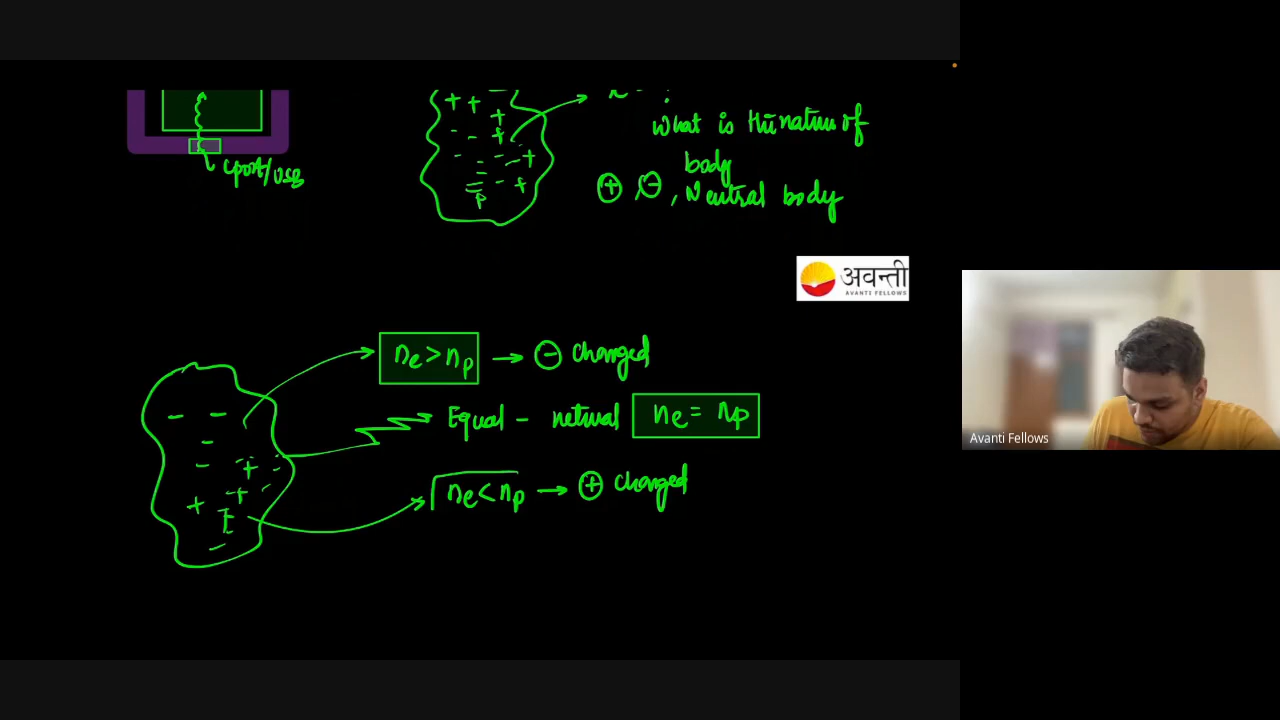 What is the nature of
body
+, -, Neutral body
cport/USB
p
अवन्ती
AVANTI FELLOWS
ne > np → - charged
Equal - netural ne = np
ne < np → + charged
Avanti Fellows